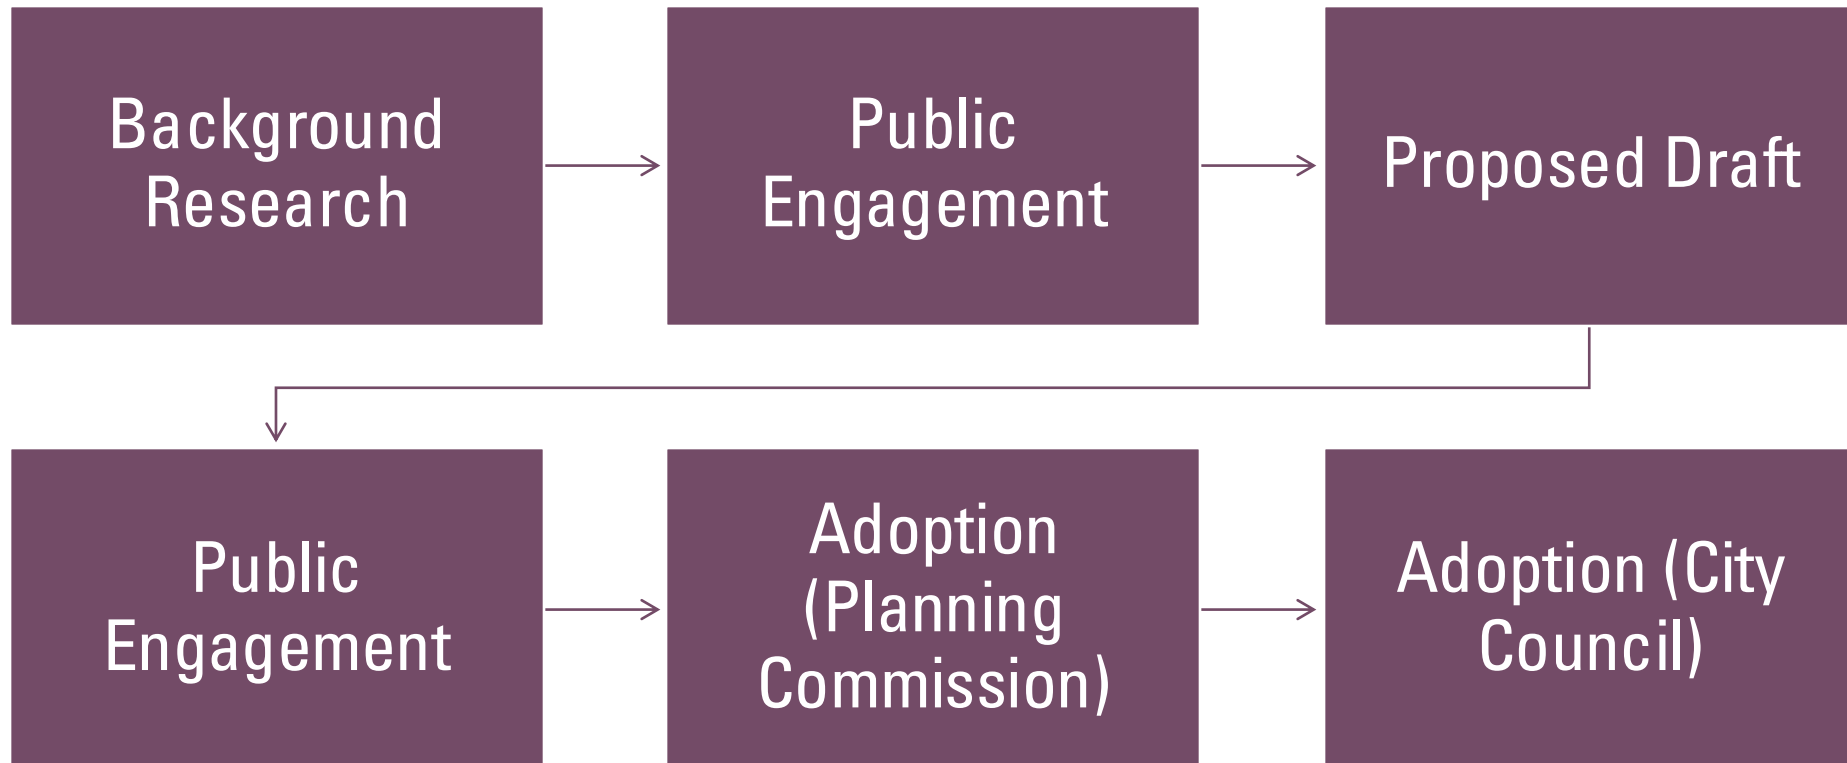 Background
Research
Public
Engagement
Proposed Draft
Public
Engagement
Adoption
(Planning
Commission)
Adoption (City
Council)